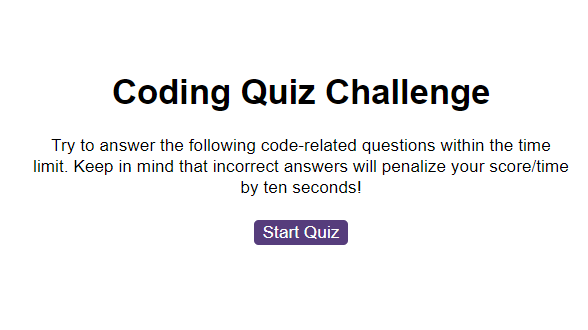 Coding Quiz Challenge
Try to answer the following code-related questions within the time
limit. Keep in mind that incorrect answers will penalize your score/time
by ten seconds!
Start Quiz